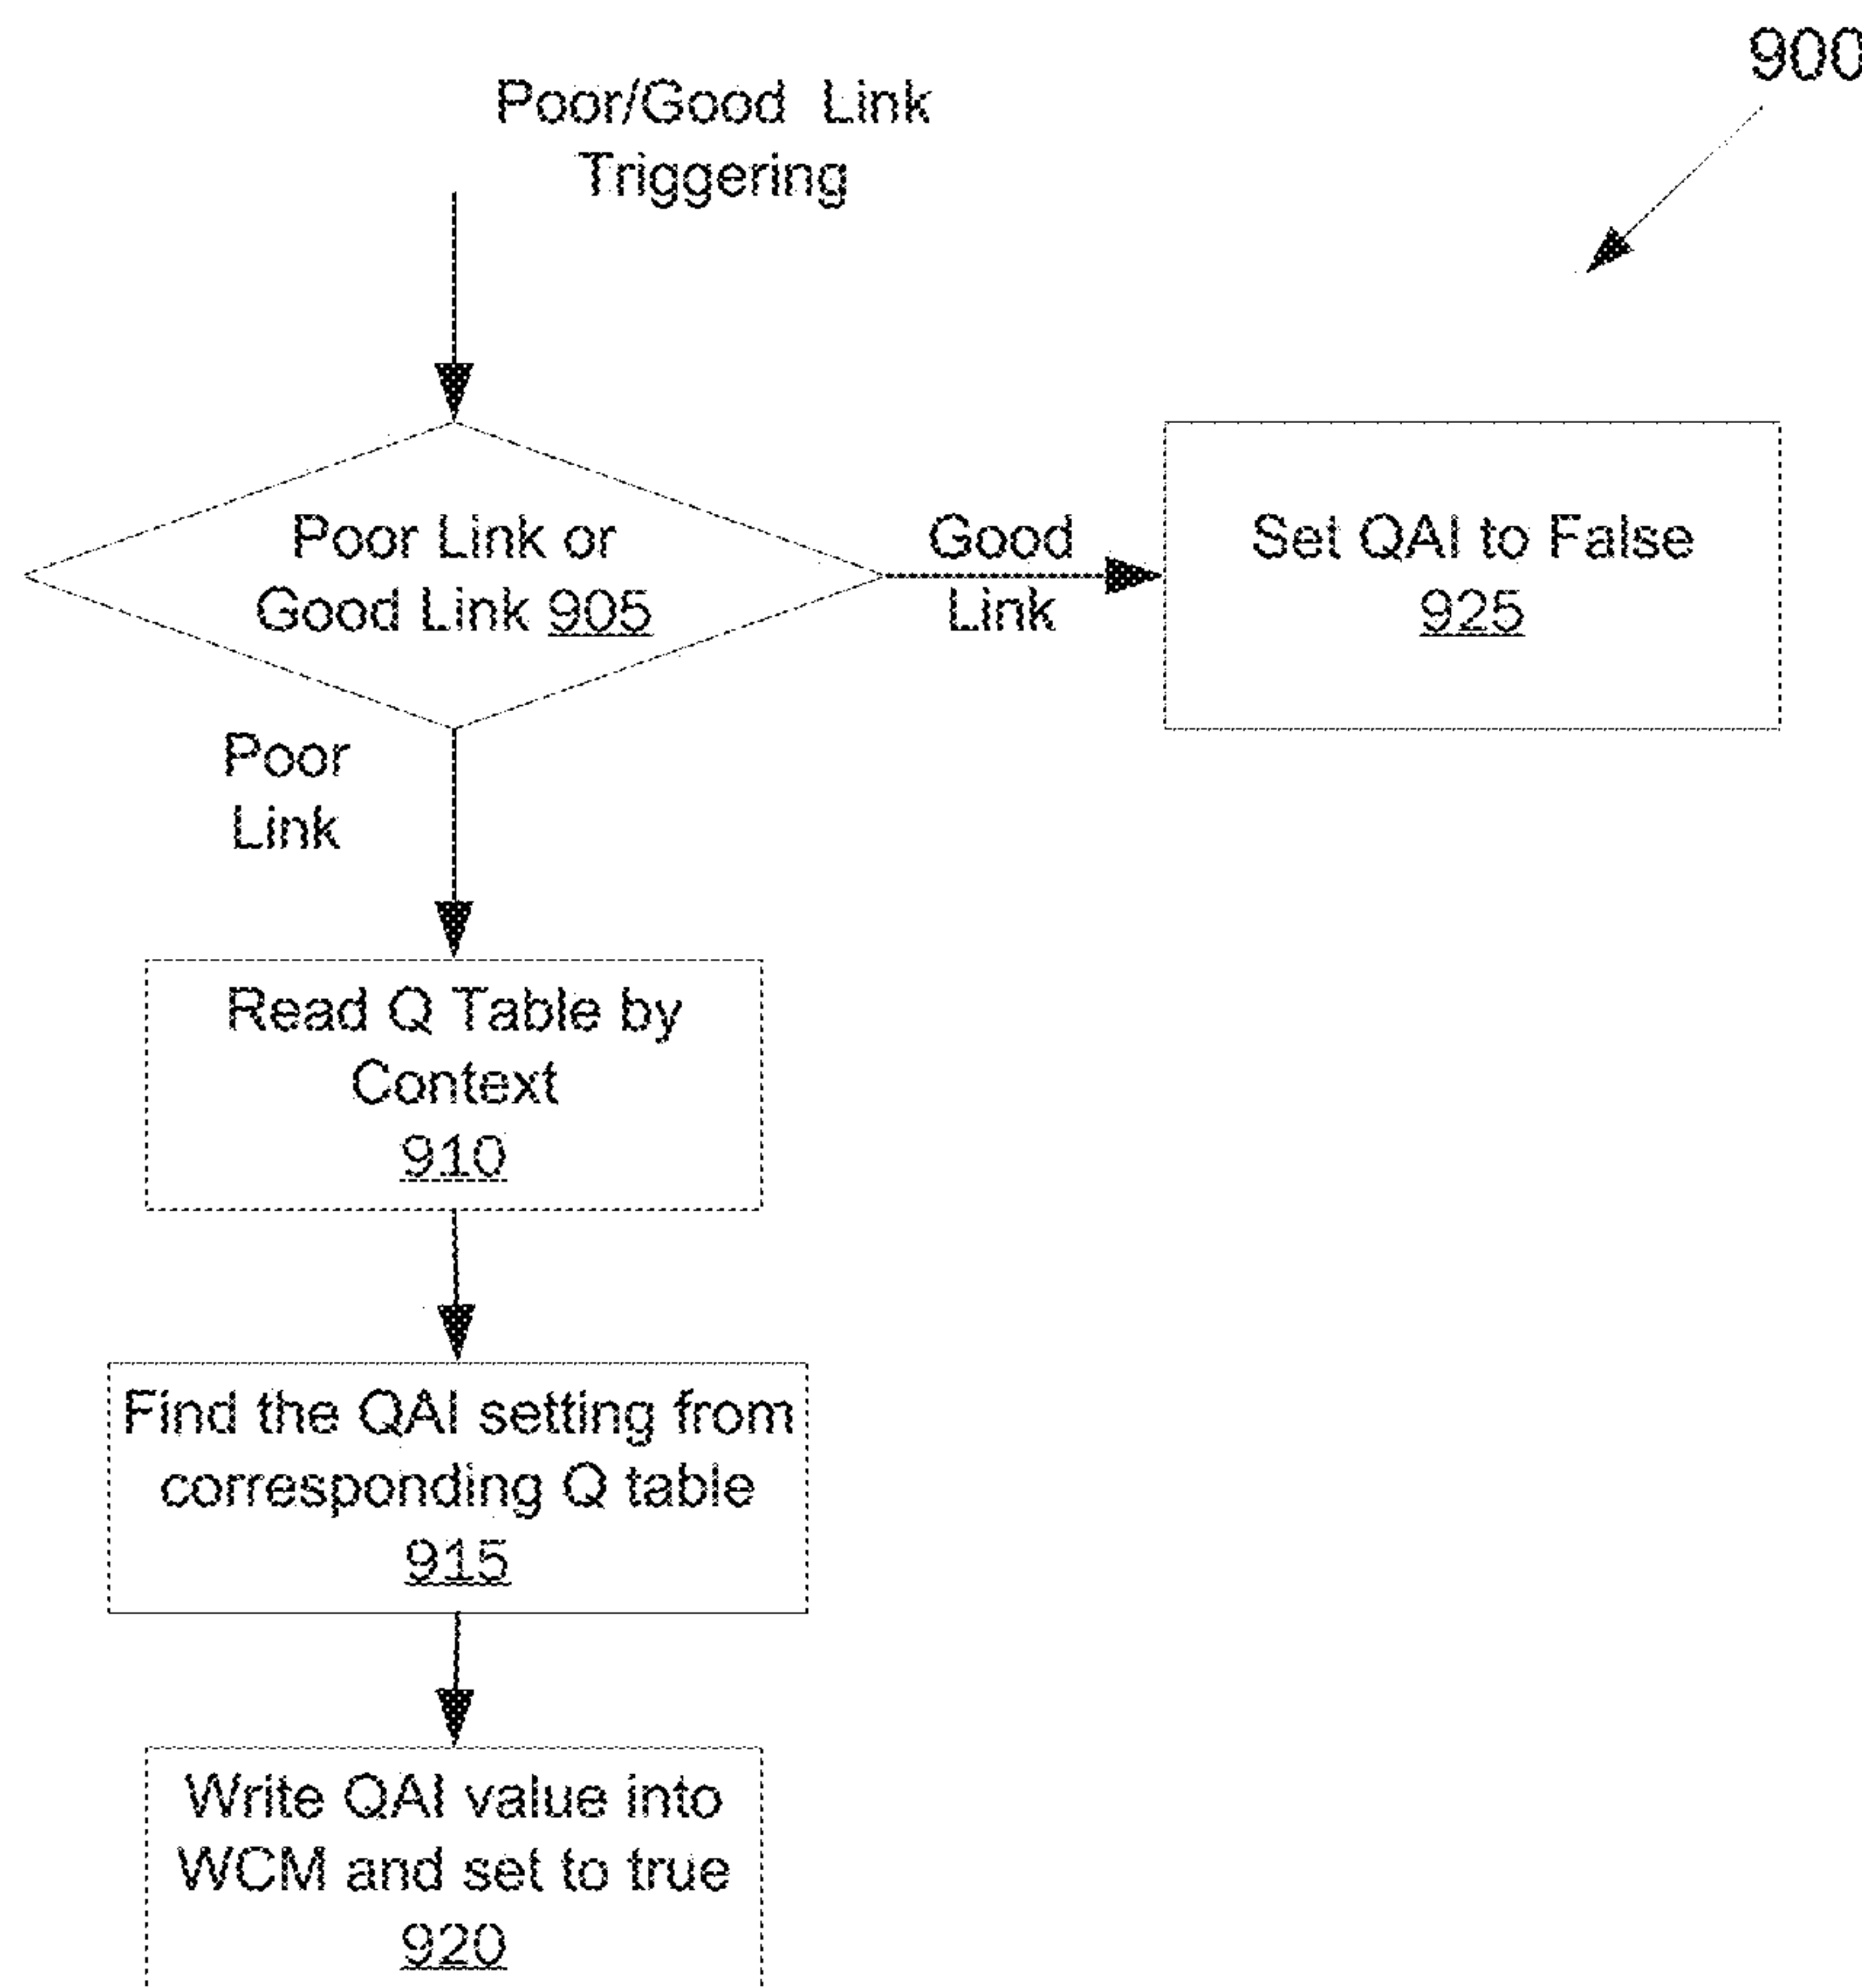 900
Poor/Good Link
Triggering
Poor Link or
Good Link 905
Good
Link
Set QAI to False
925
Poor
Link
Read Q Table by
Context
910
Find the QAI setting from
corresponding Q table
915
Write QAI value into
WCM and set to true
920